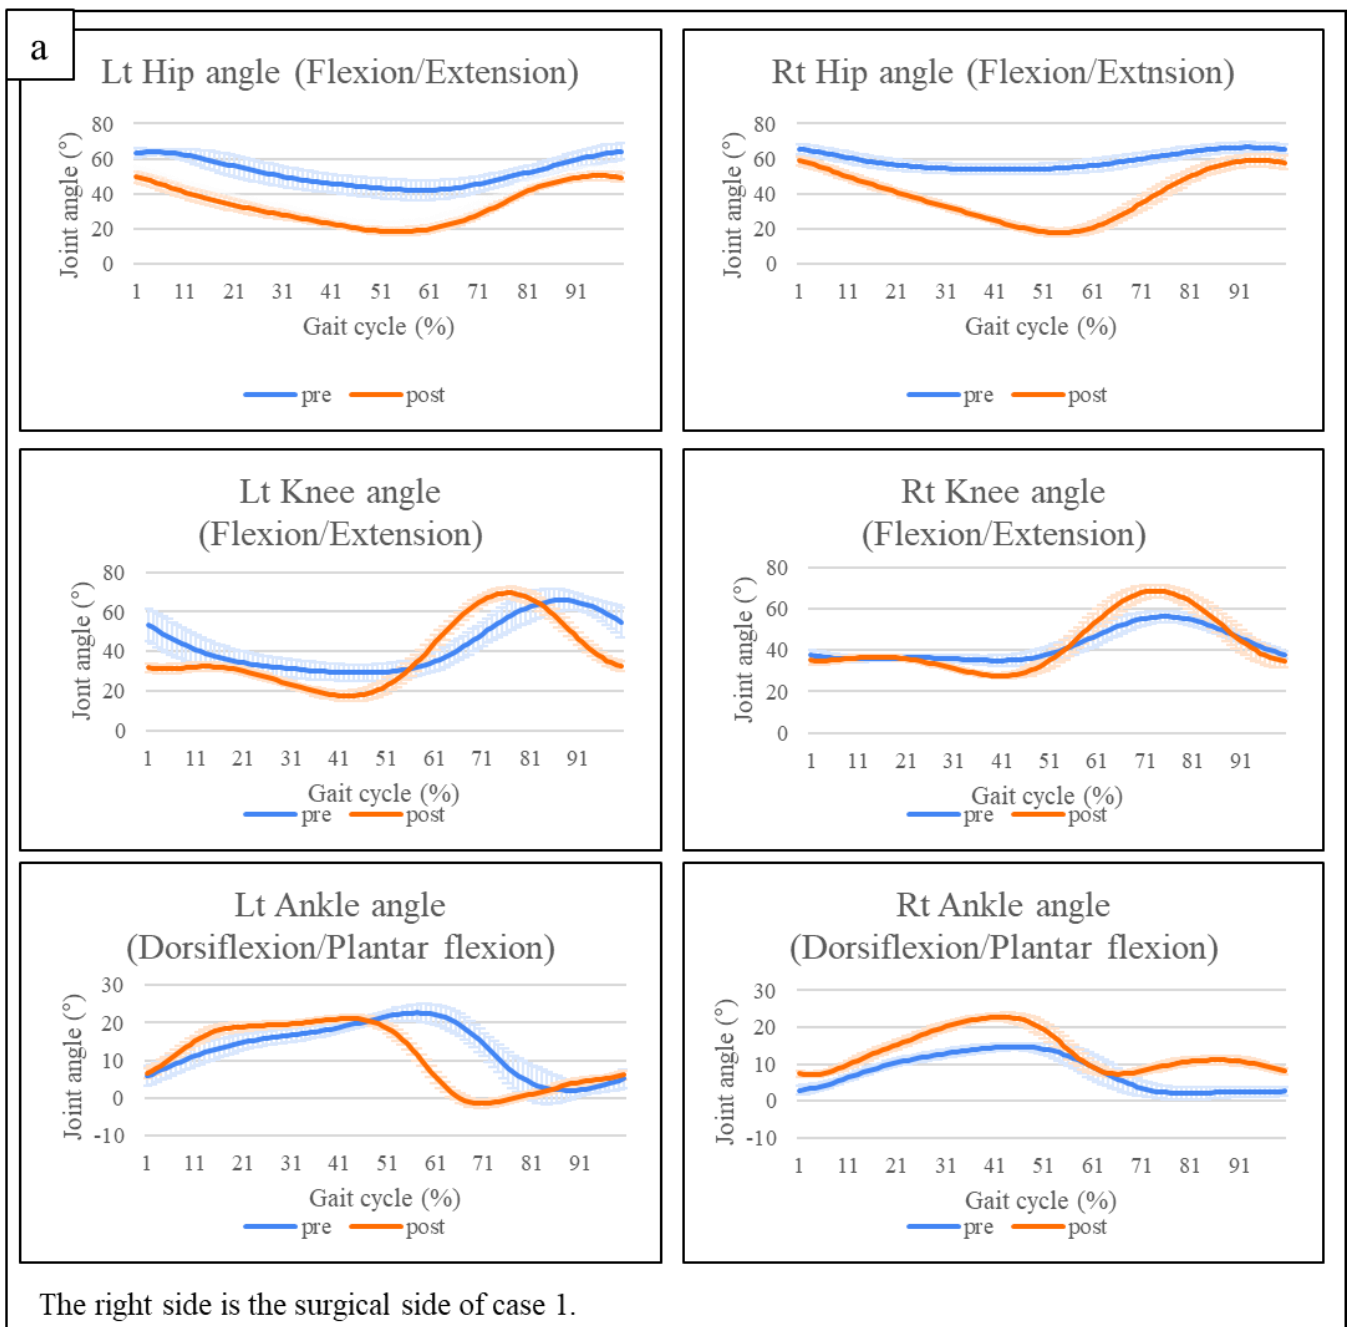 a
Lt Hip angle (Flexion/Extension)
Joint angle (°)
80
60
40
20
0
1 11 21 31 41 51 61 71 81 91
Gait cycle (%)
pre post
Rt Hip angle (Flexion/Extnsion)
Joint angle (°)
80
60
40
20
0
1 11 21 31 41 51 61 71 81 91
Gait cycle (%)
pre post
Lt Knee angle
(Flexion/Extension)
Jont angle (°)
80
60
40
20
0
1 11 21 31 41 51 61 71 81 91
Gait cycle (%)
pre post
Rt Knee angle
(Flexion/Extension)
Joint angle (°)
80
60
40
20
0
1 11 21 31 41 51 61 71 81 91
Gait cycle (%)
pre post
Lt Ankle angle
(Dorsiflexion/Plantar flexion)
Joint angle (°)
30
20
10
0
-10
1 11 21 31 41 51 61 71 81 91
Gait cycle (%)
pre post
Rt Ankle angle
(Dorsiflexion/Plantar flexion)
Joint angle (°)
30
20
10
0
-10
1 11 21 31 41 51 61 71 81 91
Gait cycle (%)
pre post
The right side is the surgical side of case 1.